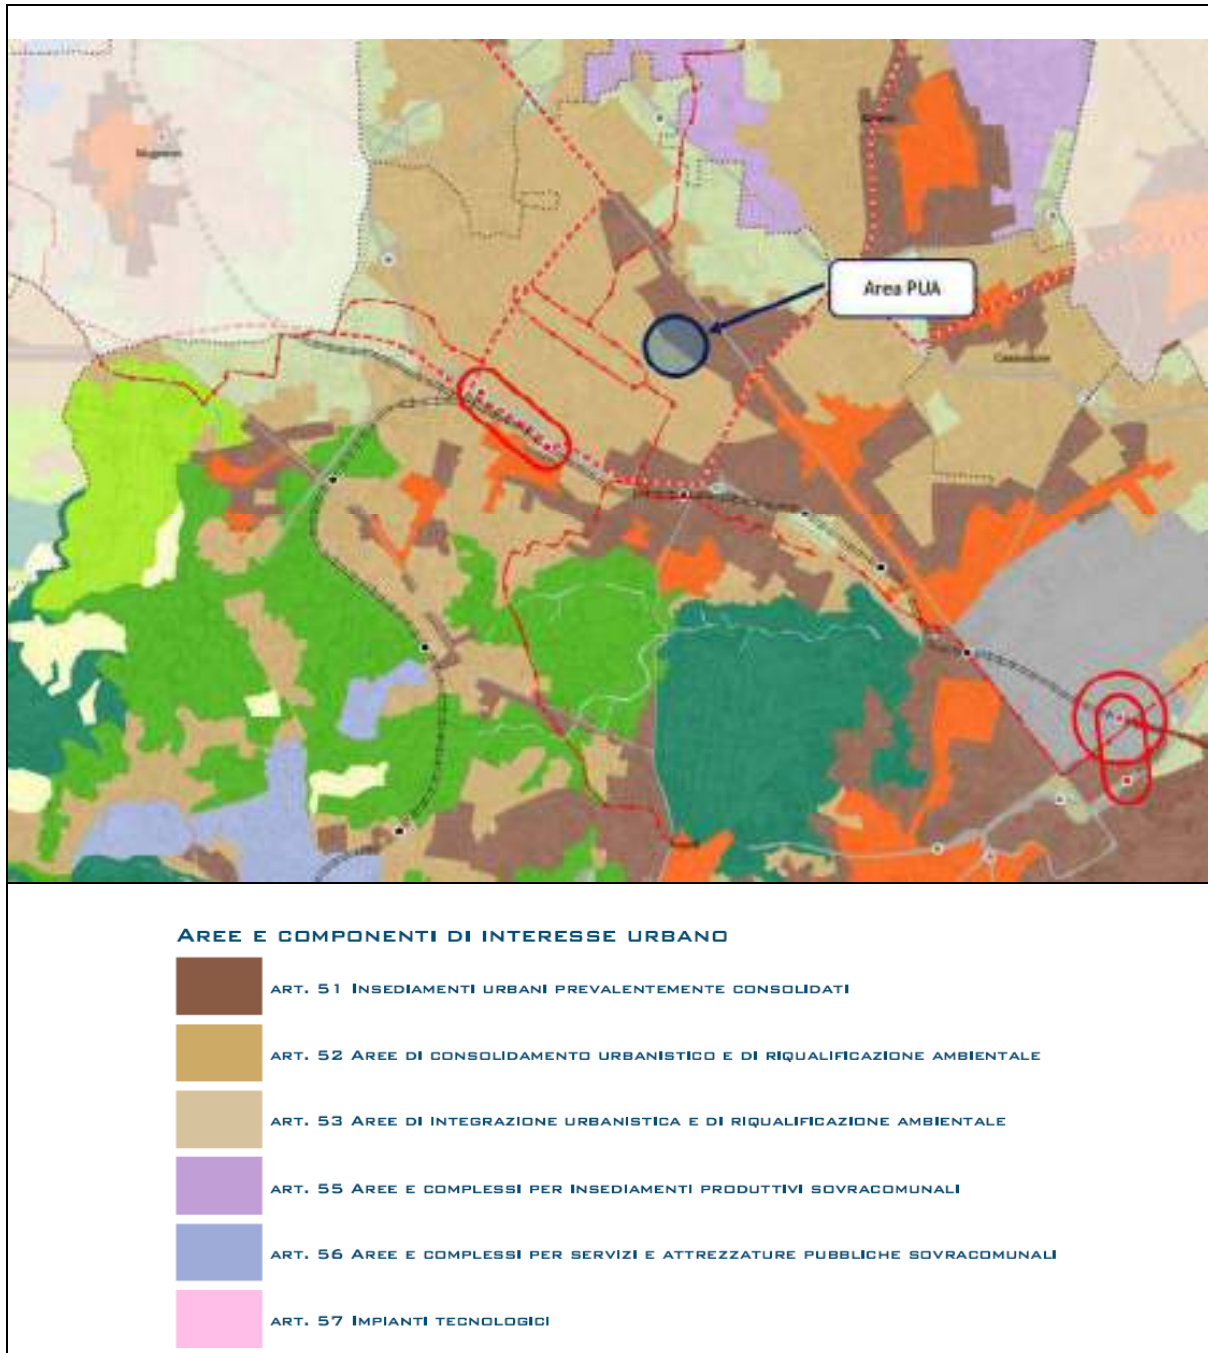 Mugnano
Area PUA
Casavatore
AREE E COMPONENTI DI INTERESSE URBANO
ART. 51 INSEDIAMENTI URBANI PREVALENTEMENTE CONSOLIDATI
ART. 52 AREE DI CONSOLIDAMENTO URBANISTICO E DI RIQUALIFICAZIONE AMBIENTALE
ART. 53 AREE DI INTEGRAZIONE URBANISTICA E DI RIQUALIFICAZIONE AMBIENTALE
ART. 55 AREE E COMPLESSI PER INSEDIAMENTI PRODUTTIVI SOVRACOMUNALI
ART. 56 AREE E COMPLESSI PER SERVIZI E ATTREZZATURE PUBBLICHE SOVRACOMUNALI
ART. 57 IMPIANTI TECNOLOGICI